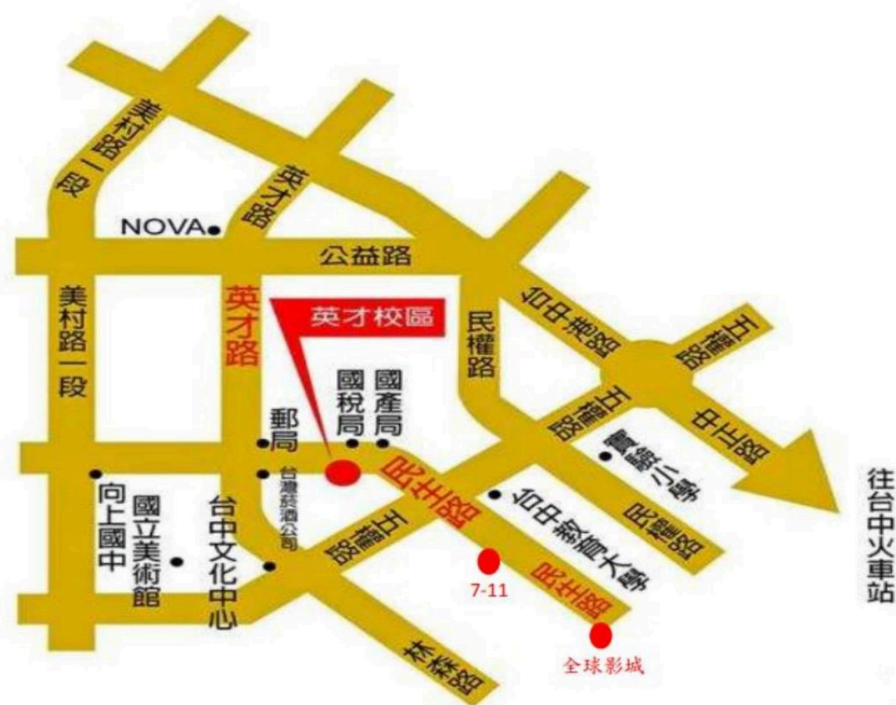 美村路一段
英才路
NOVA
公益路
美村路一段
英才路
英才校區
民權路
台中港路
五權路
五權路
中正路
國稅局
國產局
郵局
民生路
實驗小學
台灣菸酒公司
向上國中
國立美術館
台中文化中心
五權路
台中教育大學
民權路
往台中火車站
7-11
民生路
林森路
全球影城